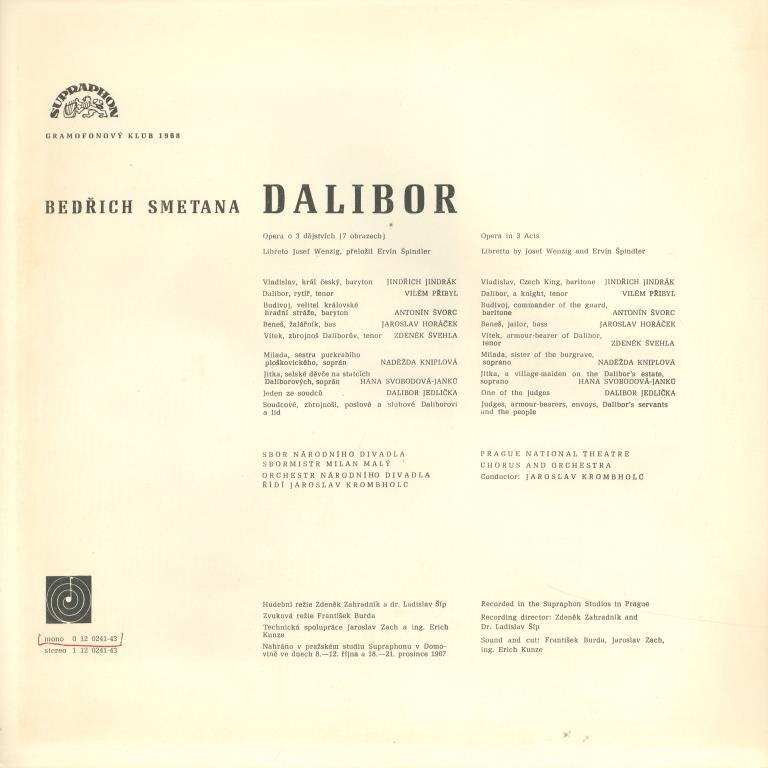 SUPRAPHON
GRAMOFONOVÝ KLUB 1968
BEDŘICH SMETANA DALIBOR
Opera o 3 dějstvích (7 obrazech)
Libreto Josef Wenzig, přeložil Ervín Špindler
Vladislav, král český, baryton JINDŘICH JINDRÁK
Dalibor, rytíř, tenor VILÉM PŘIBYL
Budivoj, velitel královské
hradní stráže, baryton ANTONÍN ŠVORC
Beneš, žalářník, bas JAROSLAV HORÁČEK
Vítek, zbrojnoš Daliborův, tenor ZDENĚK ŠVEHLA
Milada, sestra purkrabího
ploškovického, soprán NADĚŽDA KNIPLOVÁ
Jitka, selské děvče na statcích
Daliborových, soprán HANA SVOBODOVÁ-JANKŮ
Jeden ze soudců DALIBOR JEDLIČKA
Soudcové, zbrojnoši, poslové a sluhové Daliborovi
a lid
SBOR NÁRODNÍHO DIVADLA
SBORMISTR MILAN MALÝ
ORCHESTR NÁRODNÍHO DIVADLA
ŘÍDÍ JAROSLAV KROMBHOLC
Hudební režie Zdeněk Zahradník a dr. Ladislav Šíp
Zvuková režie František Burda
Technická spolupráce Jaroslav Zach a ing. Erich
Kunze
Nahráno v pražském studiu Supraphonu v Domo-
vině ve dnech 8.—12. října a 18.—21. prosince 1967
Opera in 3 Acts
Libretto by Josef Wenzig and Ervín Špindler
Vladislav, Czech King, baritone JINDŘICH JINDRÁK
Dalibor, a knight, tenor VILÉM PŘIBYL
Budivoj, commander of the guard,
baritone ANTONÍN ŠVORC
Beneš, jailor, bass JAROSLAV HORÁČEK
Vítek, armour-bearer of Dalibor,
tenor ZDENĚK ŠVEHLA
Milada, sister of the burgrave,
soprano NADĚŽDA KNIPLOVÁ
Jitka, a village-maiden on the Dalibor's estate,
soprano HANA SVOBODOVÁ-JANKŮ
One of the judges DALIBOR JEDLIČKA
Judges, armour-bearers, envoys, Dalibor's servants
and the people
PRAGUE NATIONAL THEATRE
CHORUS AND ORCHESTRA
Conductor: JAROSLAV KROMBHOLC
Recorded in the Supraphon Studios in Prague
Recording director: Zdeněk Zahradník and
Dr. Ladislav Šíp
Sound and cut: František Burda, Jaroslav Zach,
ing. Erich Kunze
mono 0 12 0241-43
stereo 1 12 0241-43